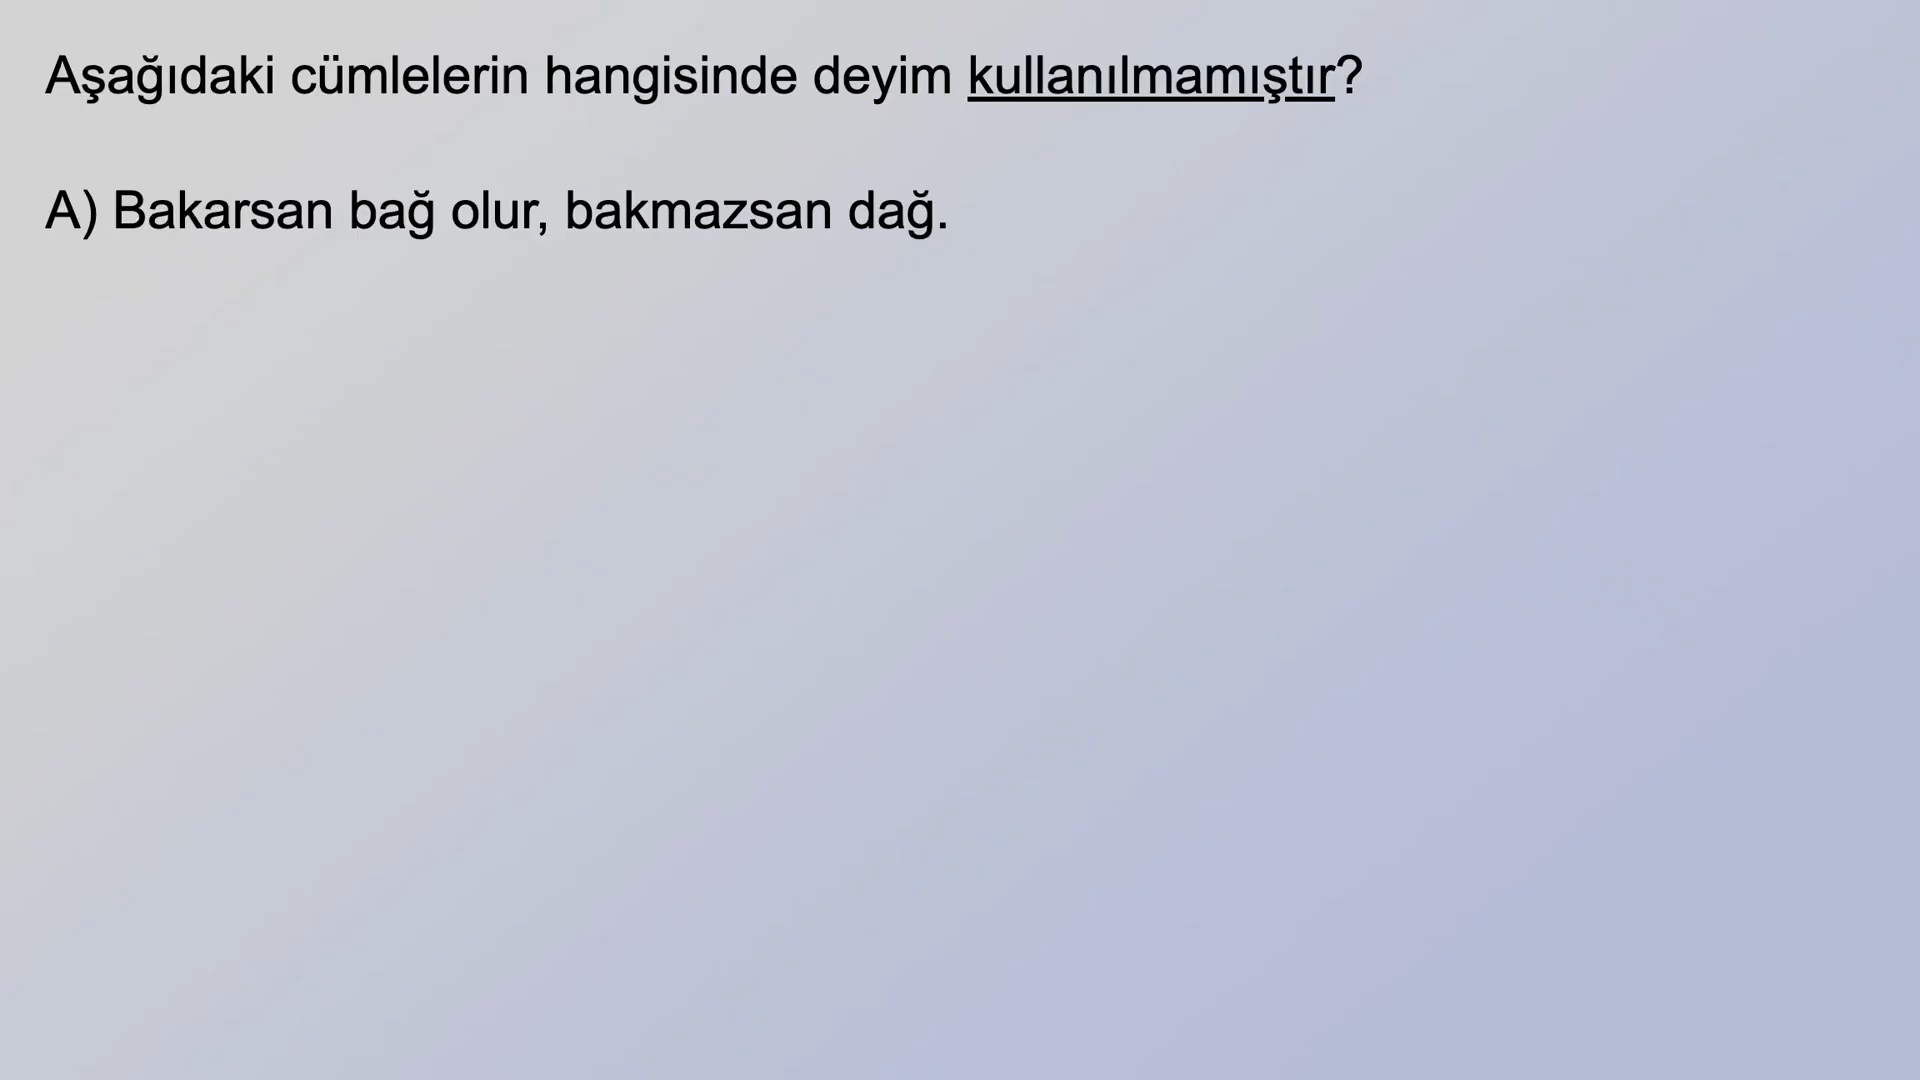 Aşağıdaki cümlelerin hangisinde deyim kullanılmamıştır?
A) Bakarsan bağ olur, bakmazsan dağ.